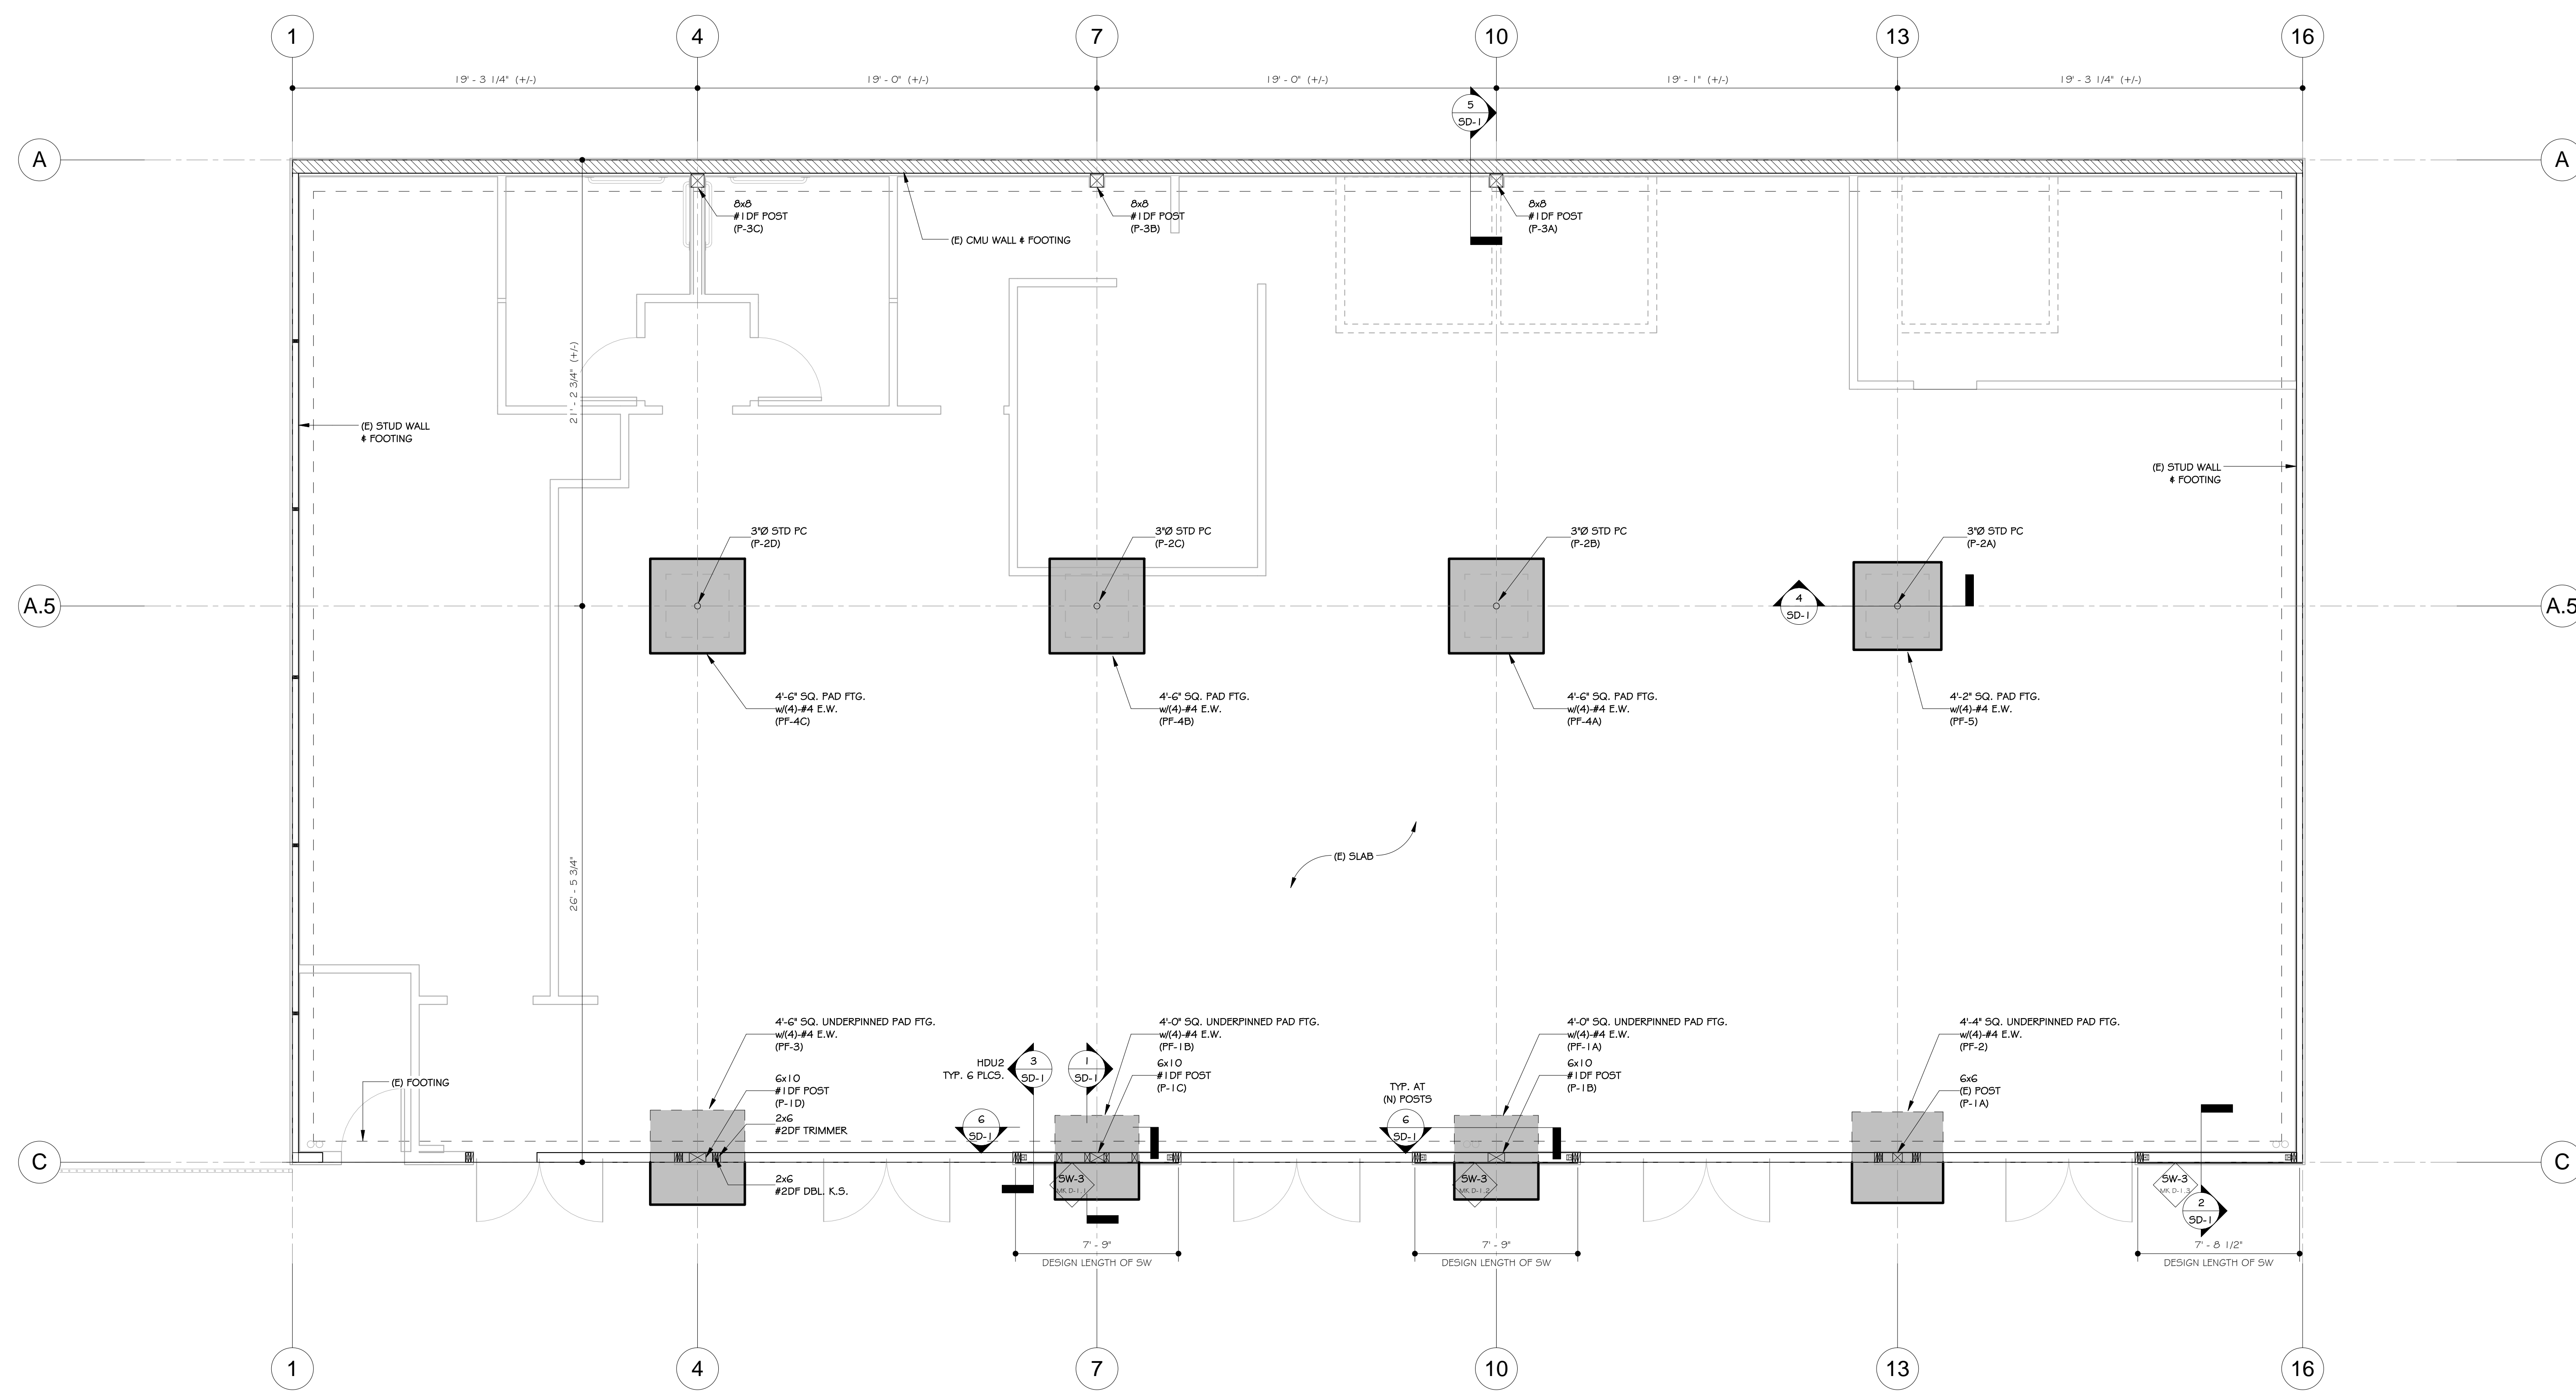 1
4
7
10
13
16
19' - 3 1/4" (+/-)
19' - 0" (+/-)
19' - 0" (+/-)
19' - 1" (+/-)
19' - 3 1/4" (+/-)
5
SD-1
A
A
8x8
#1DF POST
(P-3C)
8x8
#1DF POST
(P-3B)
8x8
#1DF POST
(P-3A)
(E) CMU WALL & FOOTING
21' - 2 3/4" (+/-)
(E) STUD WALL
& FOOTING
(E) STUD WALL
& FOOTING
3"Ø STD PC
(P-2D)
3"Ø STD PC
(P-2C)
3"Ø STD PC
(P-2B)
3"Ø STD PC
(P-2A)
A.5
4
SD-1
A.5
4'-6" SQ. PAD FTG.
w/(4)-#4 E.W.
(PF-4C)
4'-6" SQ. PAD FTG.
w/(4)-#4 E.W.
(PF-4B)
4'-6" SQ. PAD FTG.
w/(4)-#4 E.W.
(PF-4A)
4'-2" SQ. PAD FTG.
w/(4)-#4 E.W.
(PF-5)
(E) SLAB
26' - 5 3/4"
4'-6" SQ. UNDERPINNED PAD FTG.
w/(4)-#4 E.W.
(PF-3)
4'-0" SQ. UNDERPINNED PAD FTG.
w/(4)-#4 E.W.
(PF-1B)
4'-0" SQ. UNDERPINNED PAD FTG.
w/(4)-#4 E.W.
(PF-1A)
4'-4" SQ. UNDERPINNED PAD FTG.
w/(4)-#4 E.W.
(PF-2)
(E) FOOTING
6x10
#1DF POST
(P-1D)
2x6
#2DF TRIMMER
HDU2
TYP. 6 PLCS.
3
SD-1
1
SD-1
6x10
#1DF POST
(P-1C)
TYP. AT
(N) POSTS
6x10
#1DF POST
(P-1B)
6x6
(E) POST
(P-1A)
6
SD-1
6
SD-1
C
C
2x6
#2DF DBL. K.S.
SW-3
MK D-1.1
SW-3
MK D-1.2
SW-3
MK D-1.3
2
SD-1
7' - 9"
DESIGN LENGTH OF SW
7' - 9"
DESIGN LENGTH OF SW
7' - 8 1/2"
DESIGN LENGTH OF SW
1
4
7
10
13
16